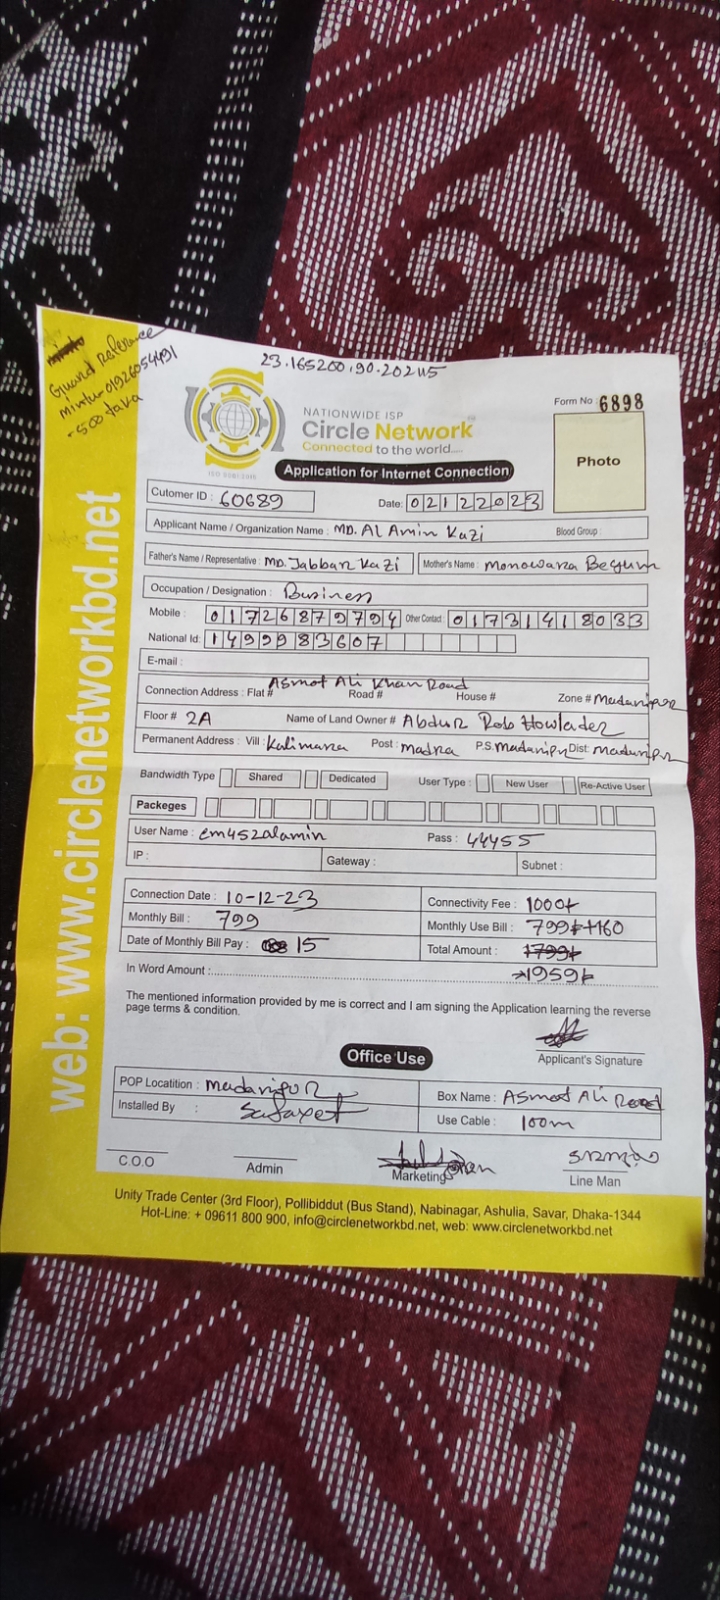 Guard Reference
Mintu-01926054491
-500 taka
23.165200,90.202115
NATIONWIDE ISP
Circle Network
Connected to the world.....
ISO 9001:2015
Form No : 6898
Photo
Application for Internet Connection
Cutomer ID : 60689
Date: 02122023
Applicant Name / Organization Name : MD. Al Amin Kazi Blood Group :
Father's Name / Representative : MD. Jabbar Kazi Mother's Name : Monowara Begum
Occupation / Designation : Business
Mobile : 01726879794 Other Contact : 01731418033
National Id: 1499983607
E-mail :
Asmot Ali Khan Road
Connection Address : Flat # Road # House # Zone # Madaripur
Floor # 2A Name of Land Owner # Abdur Rob Howlader
Permanent Address : Vill : Kalimara Post : Madra P.S. Madaripur Dist: Madaripur
Bandwidth Type Shared Dedicated User Type : New User Re-Active User
Packeges
User Name : cm452alamin Pass : 44455
IP : Gateway : Subnet :
Connection Date : 10-12-23 Connectivity Fee : 1000/-
Monthly Bill : 799 Monthly Use Bill : 799/-+160
Date of Monthly Bill Pay : 15 Total Amount : 1799/-
In Word Amount :.......... →1959/-
The mentioned information provided by me is correct and I am signing the Application learning the reverse
page terms & condition.
Applicant's Signature
Office Use
POP Locatition : Madaripur Box Name : Asmot Ali Road
Installed By : Safayet Use Cable : 100m
C.O.O Admin Marketing Line Man
Unity Trade Center (3rd Floor), Pollibiddut (Bus Stand), Nabinagar, Ashulia, Savar, Dhaka-1344
Hot-Line: + 09611 800 900, info@circlenetworkbd.net, web: www.circlenetworkbd.net
web: www.circlenetworkbd.net